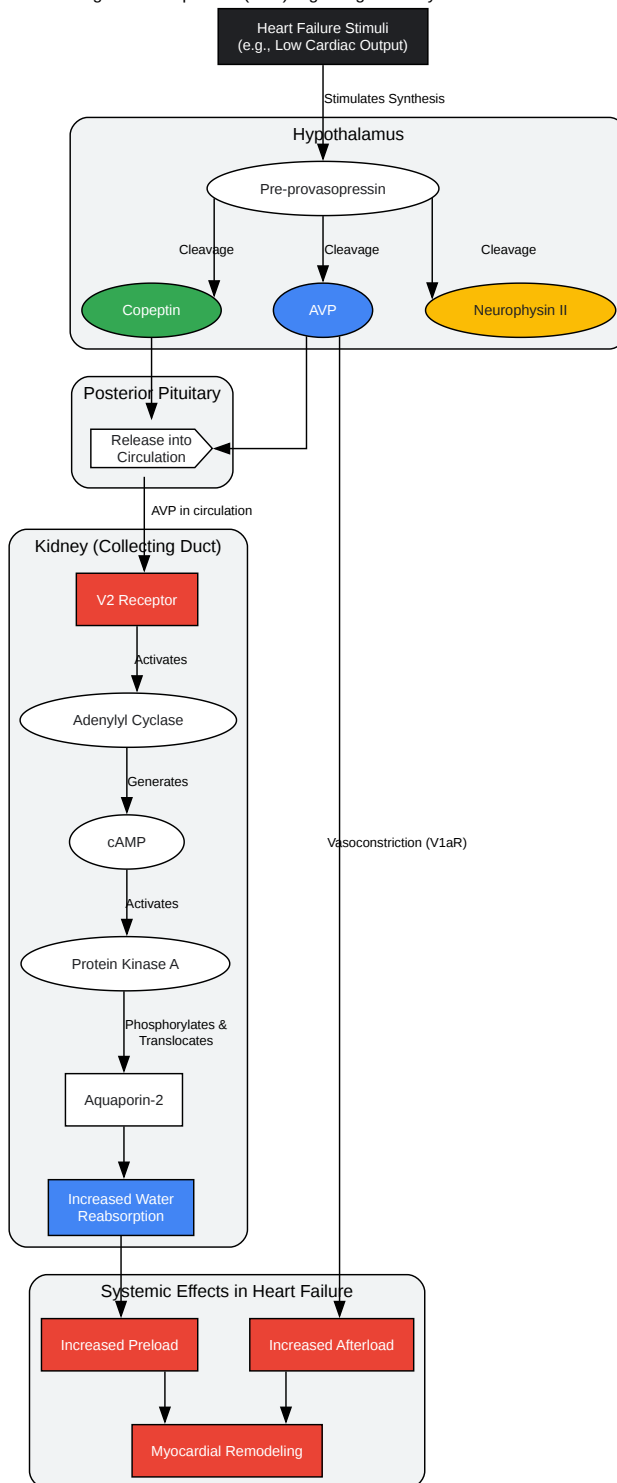 Heart Failure Stimuli
(e.g., Low Cardiac Output)
Stimulates Synthesis
Hypothalamus
Pre-provasopressin
Cleavage
Cleavage
Cleavage
Copeptin
AVP
Neurophysin II
Posterior Pituitary
Release into
Circulation
AVP in circulation
Kidney (Collecting Duct)
V2 Receptor
Activates
Adenylyl Cyclase
Generates
cAMP
Vasoconstriction (V1aR)
Activates
Protein Kinase A
Phosphorylates &
Translocates
Aquaporin-2
Increased Water
Reabsorption
Systemic Effects in Heart Failure
Increased Preload
Increased Afterload
Myocardial Remodeling